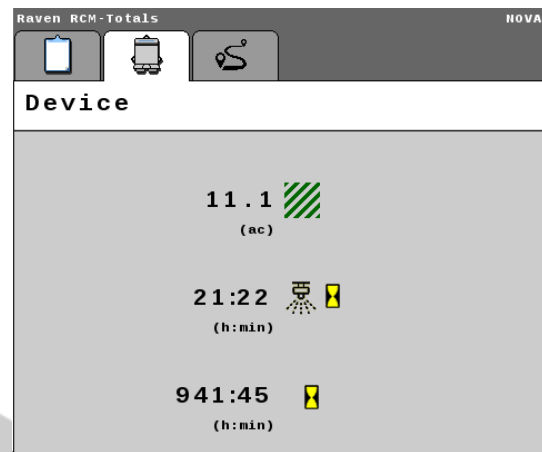 Raven RCM-Totals NOVA
Device
11.1
(ac)
21:22
(h:min)
941:45
(h:min)